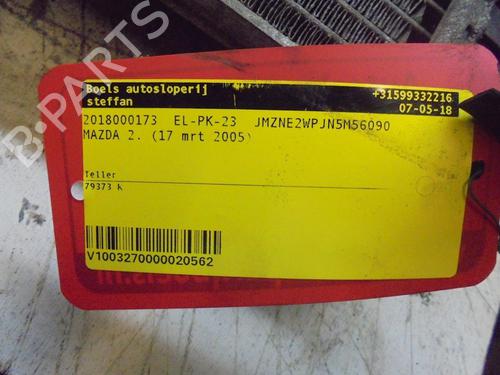 B-PARTS
Boels autosloperij
steffan
+31599332216
07-05-18
2018000173 EL-PK-23 JMZNE2WPJN5M56090
MAZDA 2. (17 mrt 2005)
Teller
79373 k
V1003270000020562